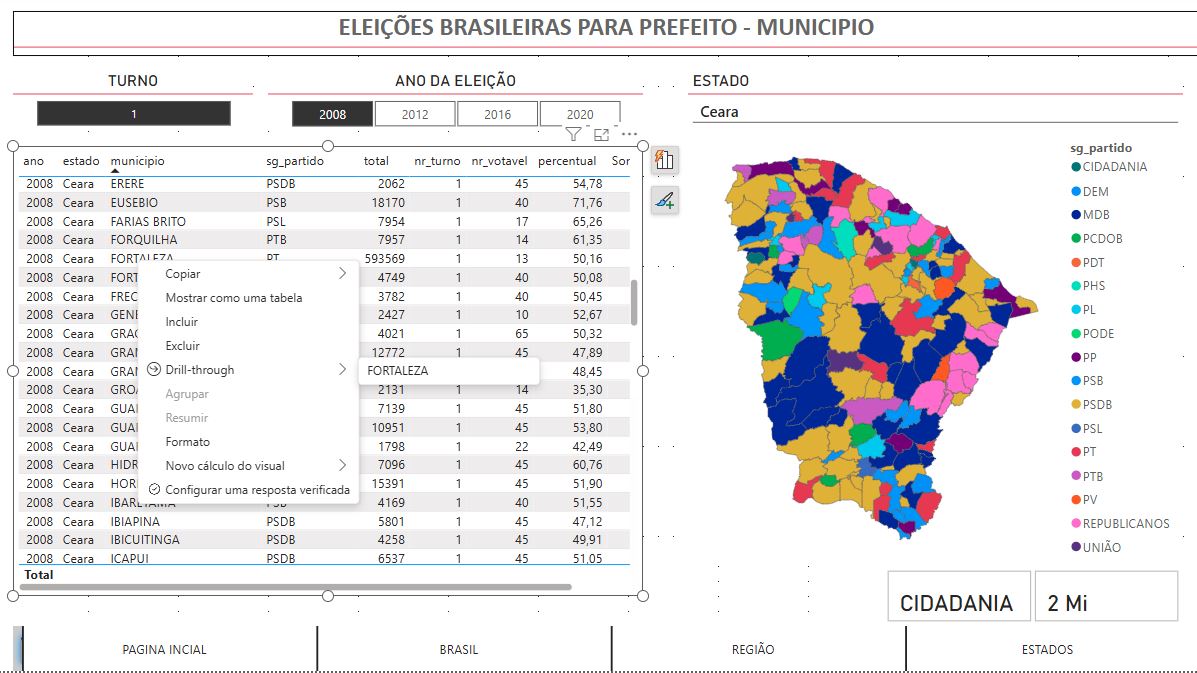 ELEIÇÕES BRASILEIRAS PARA PREFEITO - MUNICIPIO
TURNO
ANO DA ELEIÇÃO
ESTADO
1
2008 2012 2016 2020
Ceara
ano estado municipio sg_partido total nr_turno nr_votavel percentual Sor
2008 Ceara ERERE PSDB 2062 1 45 54,78
2008 Ceara EUSEBIO PSB 18170 1 40 71,76
2008 Ceara FARIAS BRITO PSL 7954 1 17 65,26
2008 Ceara FORQUILHA PTB 7957 1 14 61,35
2008 Ceara FORTALEZA PT 593569 1 13 50,16
2008 Ceara FORT 4749 1 40 50,08
2008 Ceara FREC 3782 1 40 50,45
2008 Ceara GENE 2427 1 10 52,67
2008 Ceara GRAC 4021 1 65 50,32
2008 Ceara GRAN 12772 1 45 47,89
2008 Ceara GRAN 48,45
2008 Ceara GROA 2131 1 14 35,30
2008 Ceara GUAI 7139 1 45 51,80
2008 Ceara GUAI 10951 1 45 53,80
2008 Ceara GUAI 1798 1 22 42,49
2008 Ceara HIDR 7096 1 45 60,76
2008 Ceara HORI 15391 1 45 51,90
2008 Ceara IBARETAMA PSB 4169 1 40 51,55
2008 Ceara IBIAPINA PSDB 5801 1 45 47,12
2008 Ceara IBICUITINGA PSDB 4258 1 45 49,91
2008 Ceara ICAPUI PSDB 6537 1 45 51,05
Total
Copiar
Mostrar como uma tabela
Incluir
Excluir
Drill-through
FORTALEZA
Agrupar
Resumir
Formato
Novo cálculo do visual
Configurar uma resposta verificada
sg_partido
CIDADANIA
DEM
MDB
PCDOB
PDT
PHS
PL
PODE
PP
PSB
PSDB
PSL
PT
PTB
PV
REPUBLICANOS
UNIÃO
CIDADANIA
2 Mi
PAGINA INCIAL
BRASIL
REGIÃO
ESTADOS